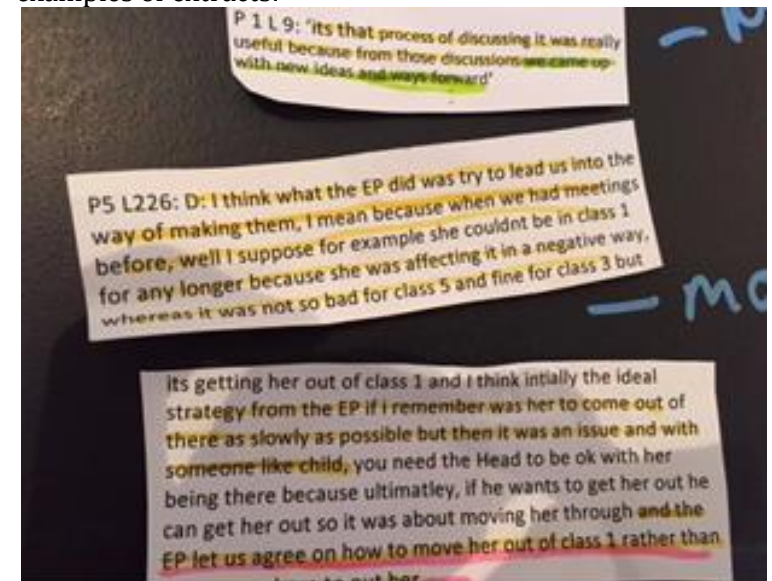 examples of extracts:
P 1 L 9: "its that process of discussing it was really
useful because from those discussions we came up
with new ideas and ways forward"
P5 L226: D: I think what the EP did was try to lead us into the
way of making them, I mean because when we had meetings
before, well I suppose for example she couldnt be in class 1
for any longer because she was affecting it in a negative way,
whereas it was not so bad for class 5 and fine for class 3 but
its getting her out of class 1 and I think intially the ideal
strategy from the EP if i remember was her to come out of
there as slowly as possible but then it was an issue and with
someone like child, you need the Head to be ok with her
being there because ultimatley, if he wants to get her out he
can get her out so it was about moving her through and the
EP let us agree on how to move her out of class 1 rather than